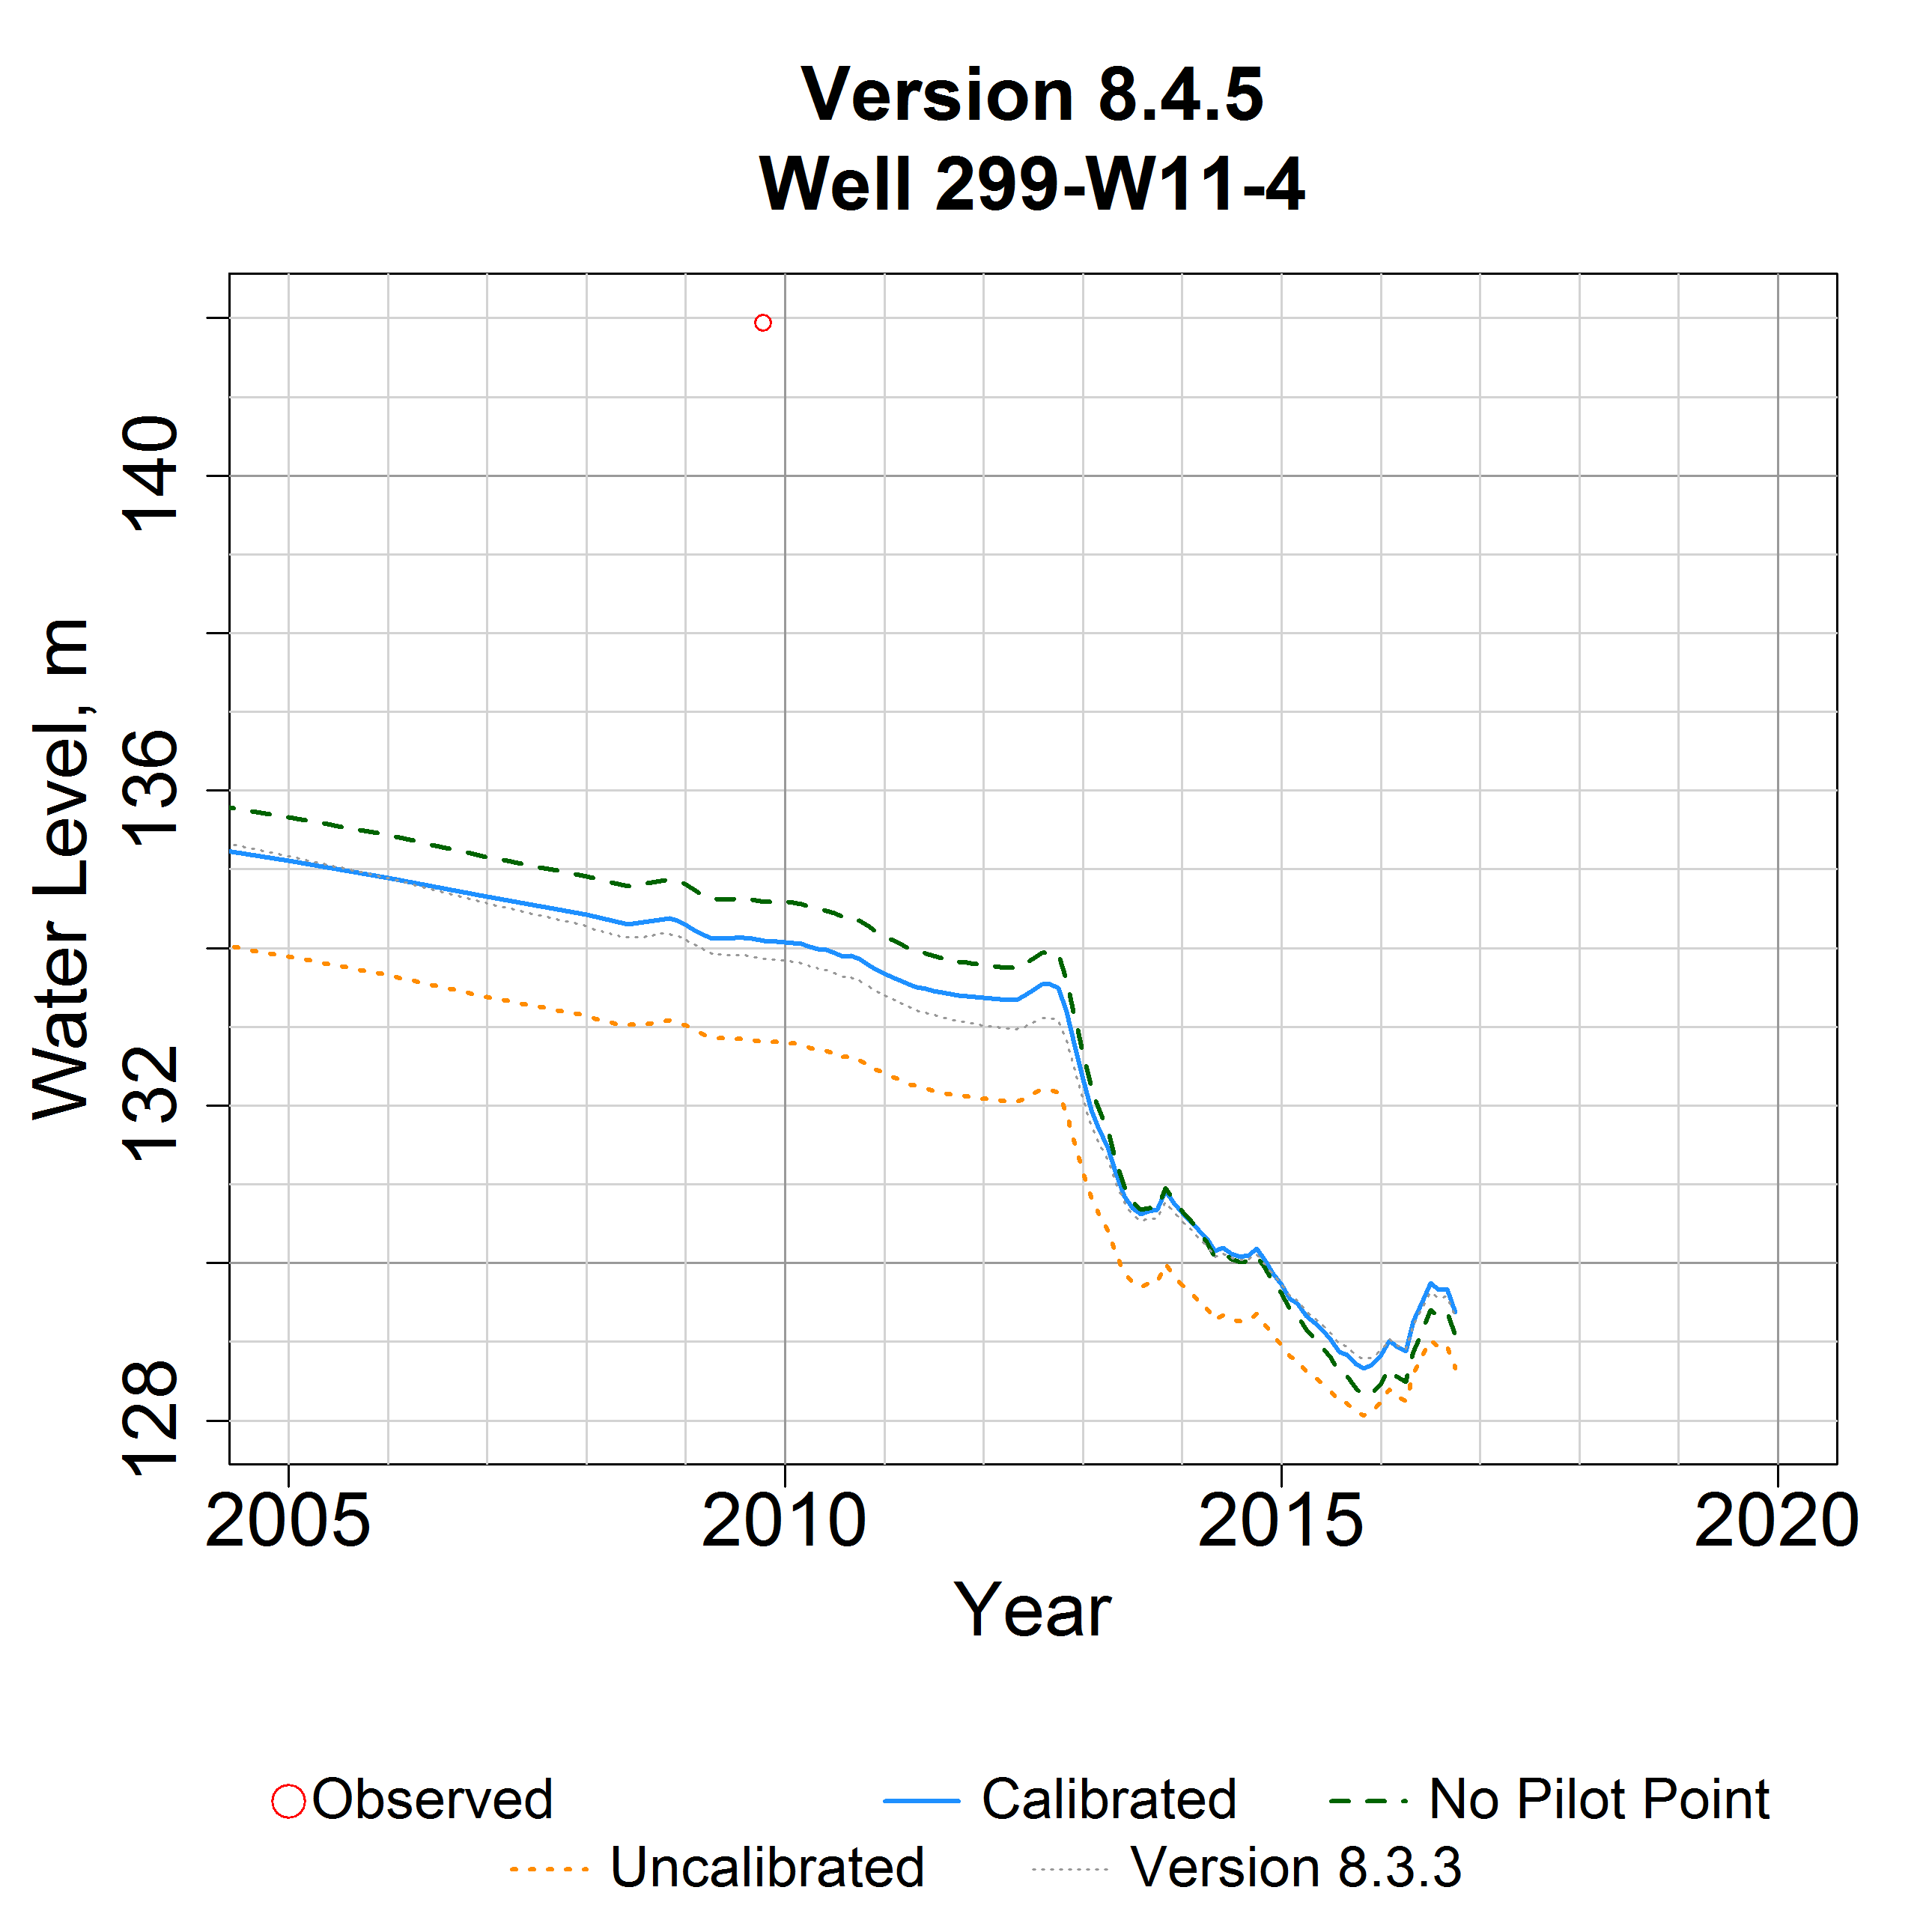 Version 8.4.5
Well 299-W11-4
Water Level, m
140
136
132
128
2005 2010 2015 2020
Year
Observed Calibrated No Pilot Point
Uncalibrated Version 8.3.3